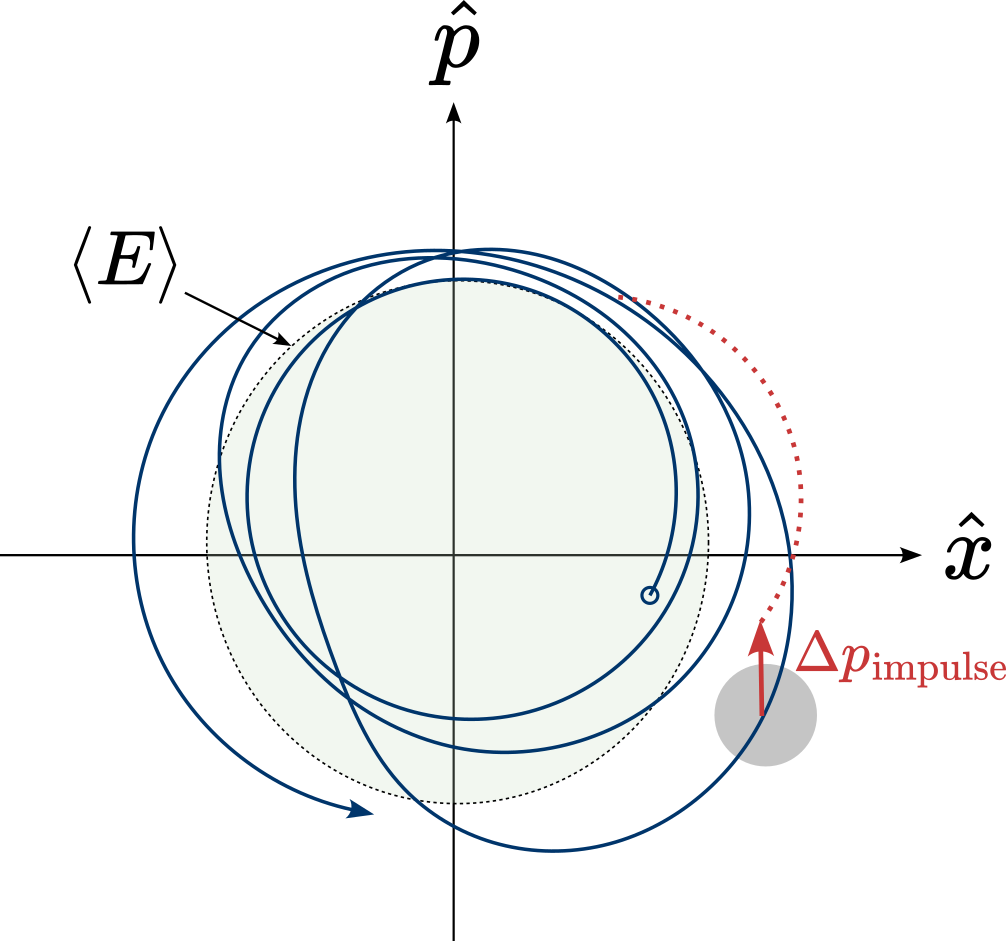 p̂
⟨E⟩
x̂
Δp_impulse